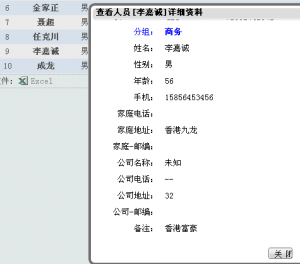 6 金家正 男
7 聂超 男
8 任克川 男
9 李嘉诚 男
10 成龙 男
件： Excel
查看人员[李嘉诚]详细资料
分组： 商务
姓名： 李嘉诚
性别： 男
年龄： 56
手机： 15856453456
家庭电话：
家庭地址： 香港九龙
家庭-邮编：
公司名称： 未知
公司电话： --
公司地址： 32
公司-邮编：
备注： 香港富豪
关 闭